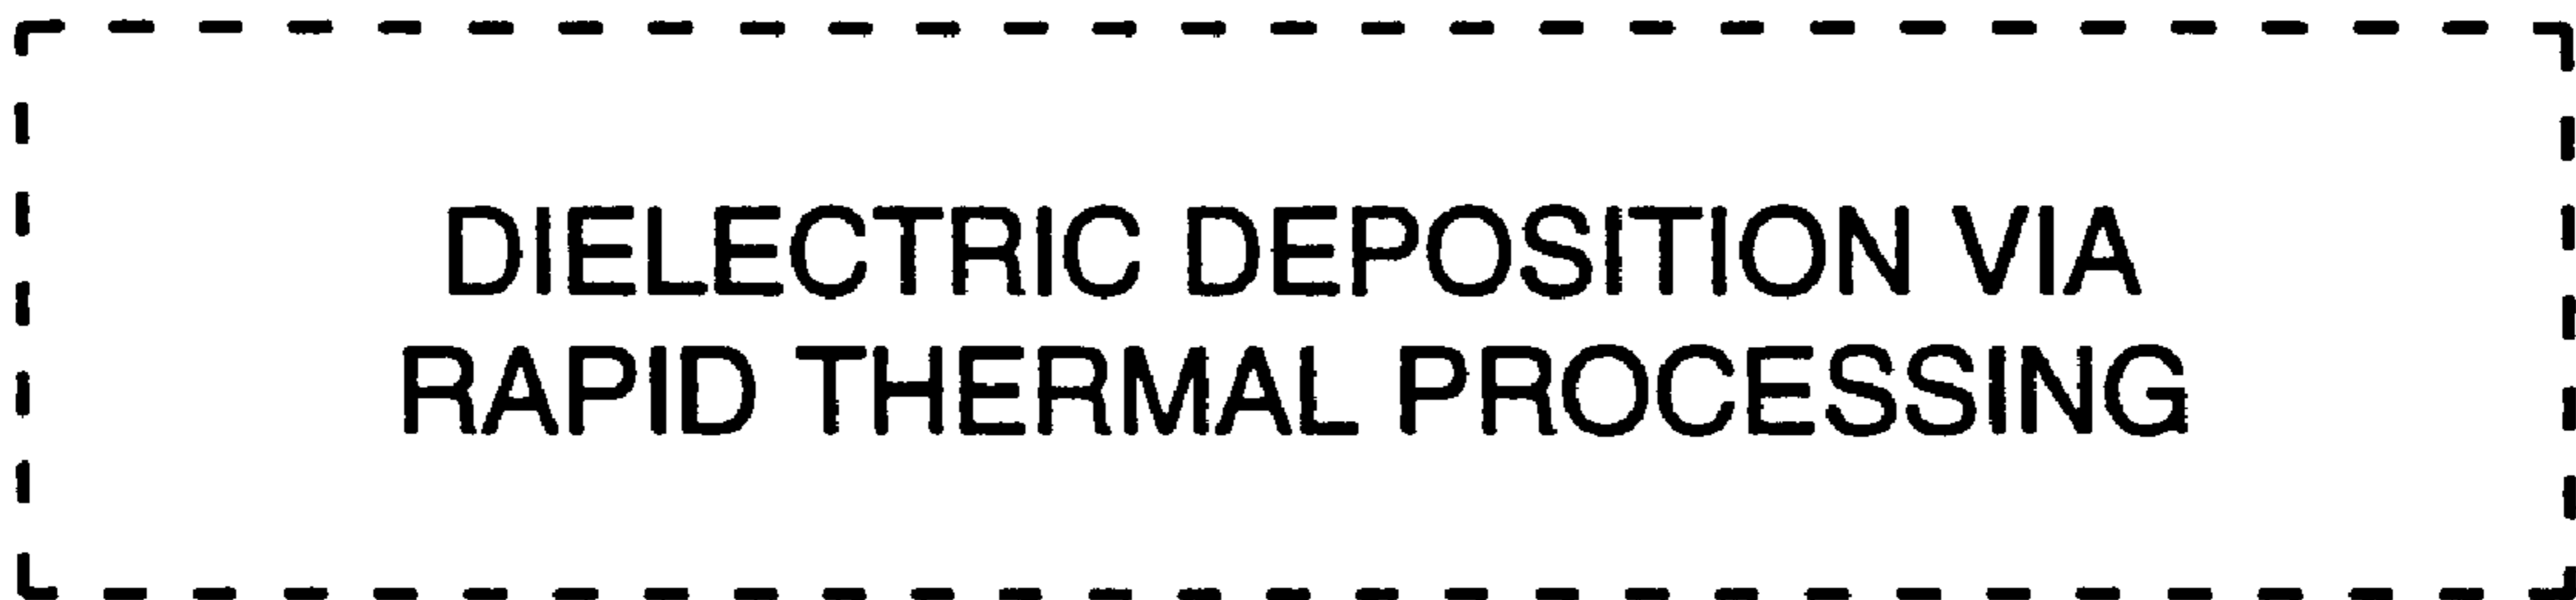 DIELECTRIC DEPOSITION VIA
RAPID THERMAL PROCESSING